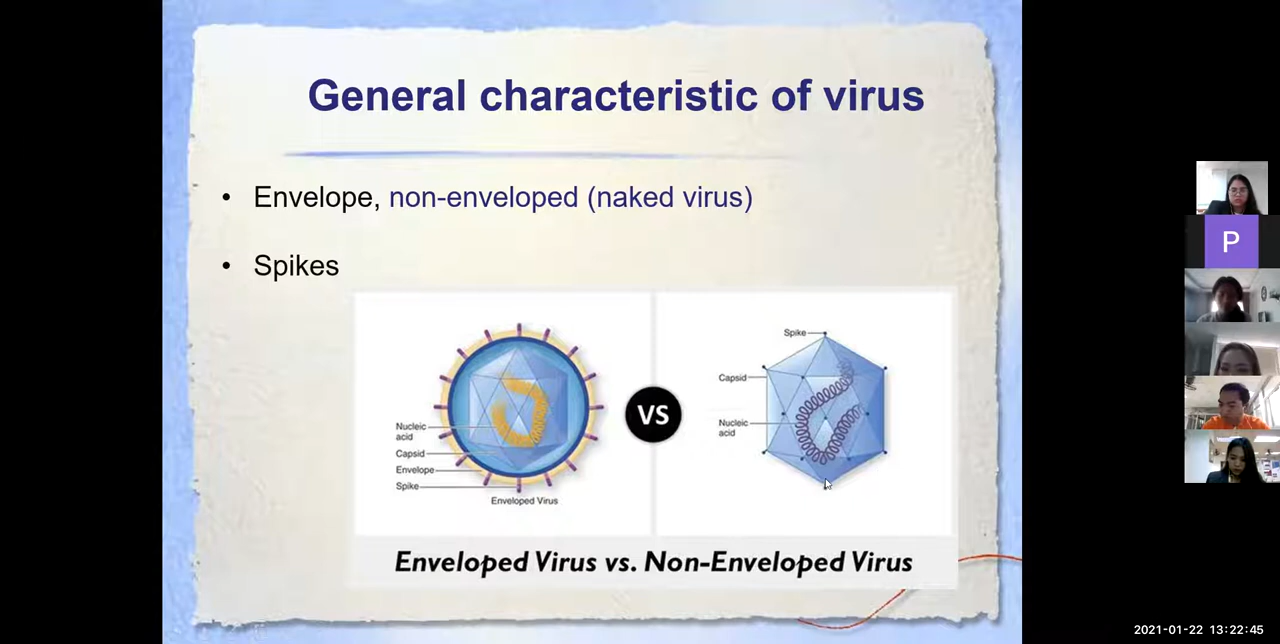 General characteristic of virus
• Envelope, non-enveloped (naked virus)
• Spikes
Nucleic
acid
Capsid
Envelope
Spike
Enveloped Virus
VS
Spike
Capsid
Nucleic
acid
Enveloped Virus vs. Non-Enveloped Virus
P
2021-01-22 13:22:45